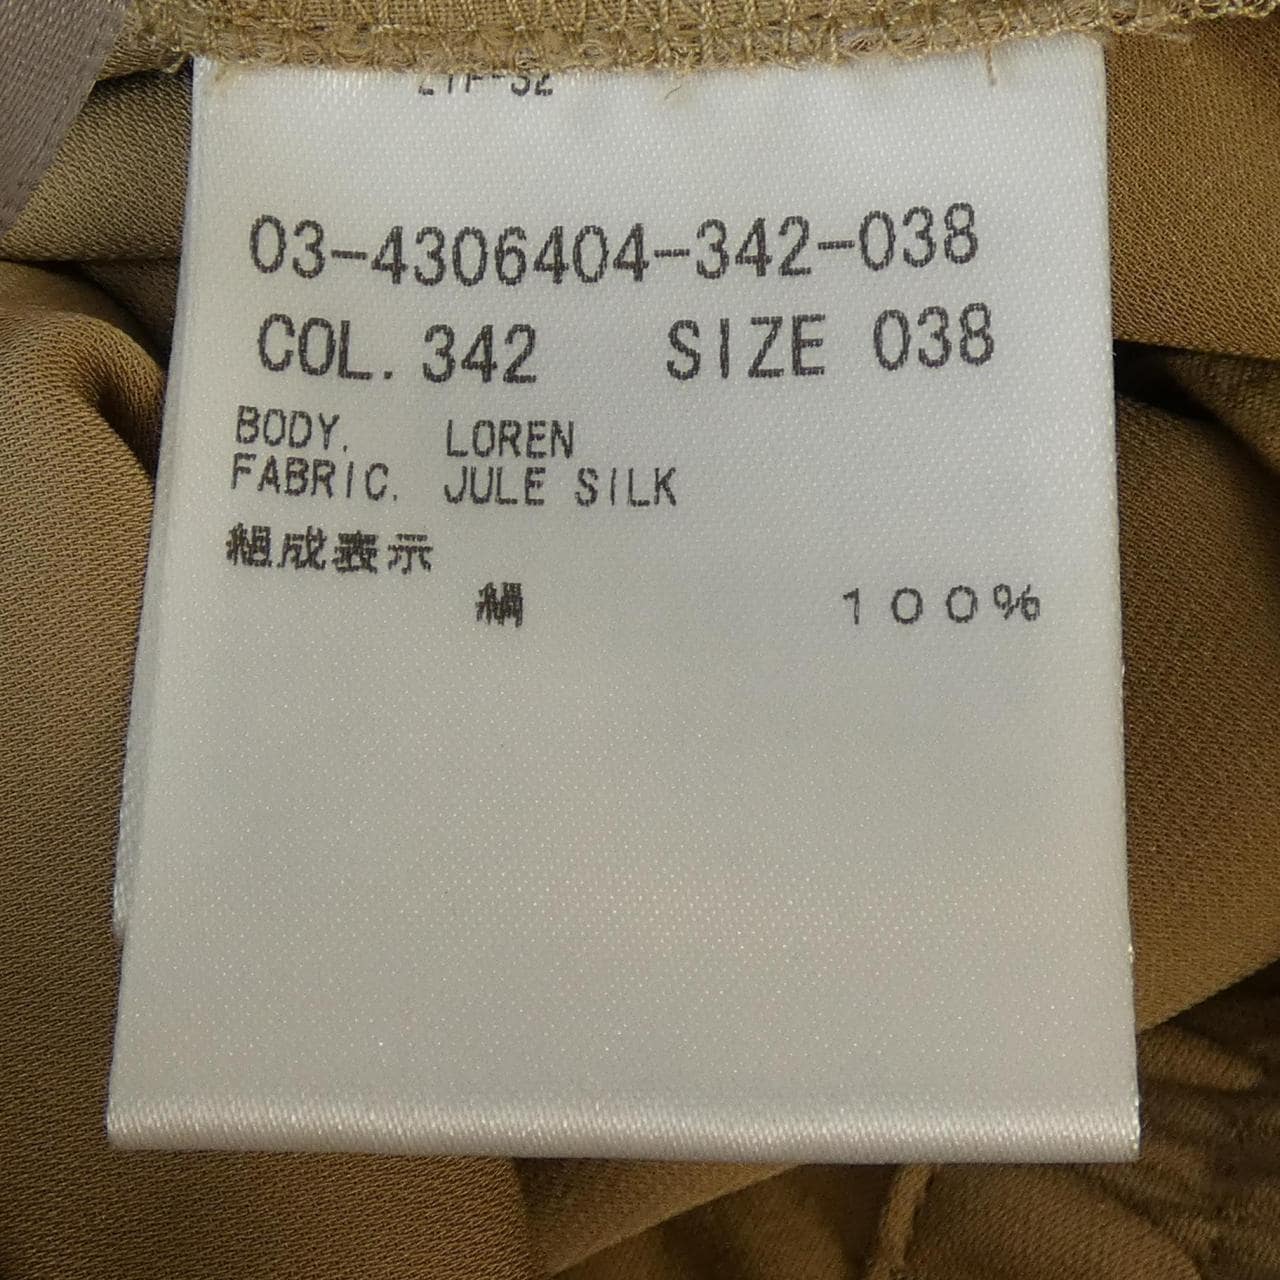 03-4306404-342-038
COL. 342 SIZE 038
BODY. LOREN
FABRIC. JULE SILK
組成表示
絹 100%